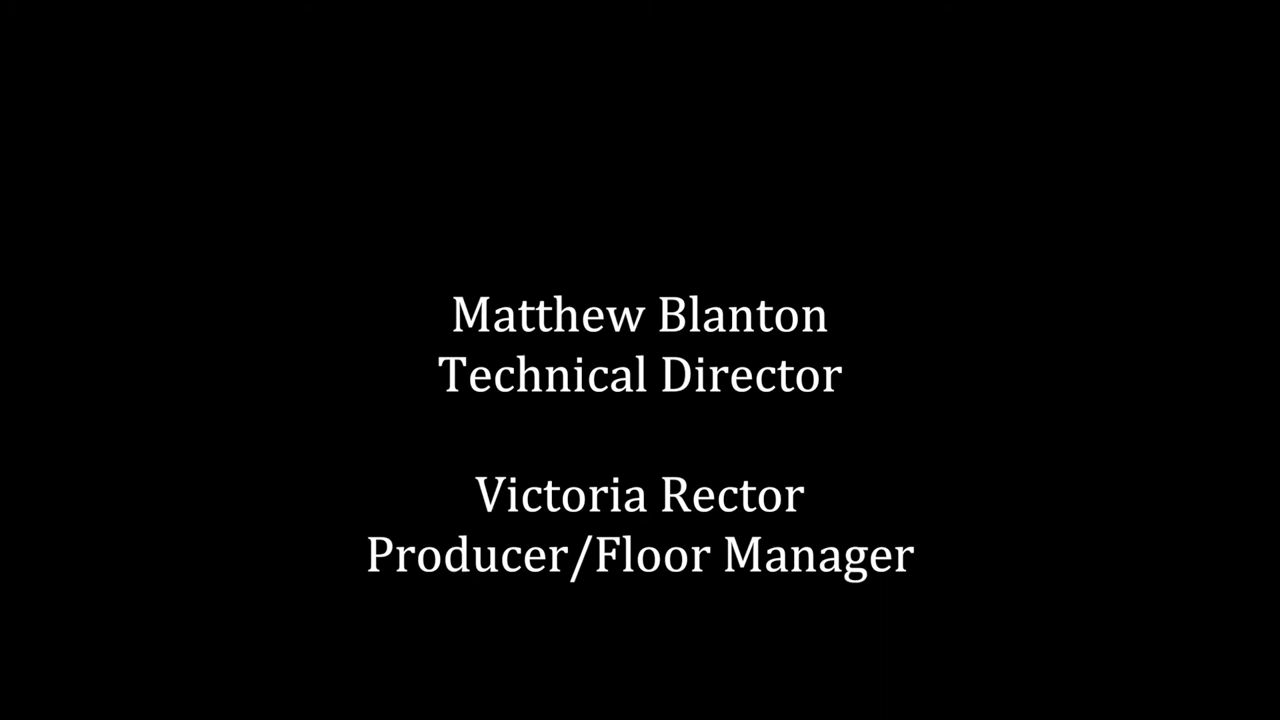 Matthew Blanton
Technical Director
Victoria Rector
Producer/Floor Manager